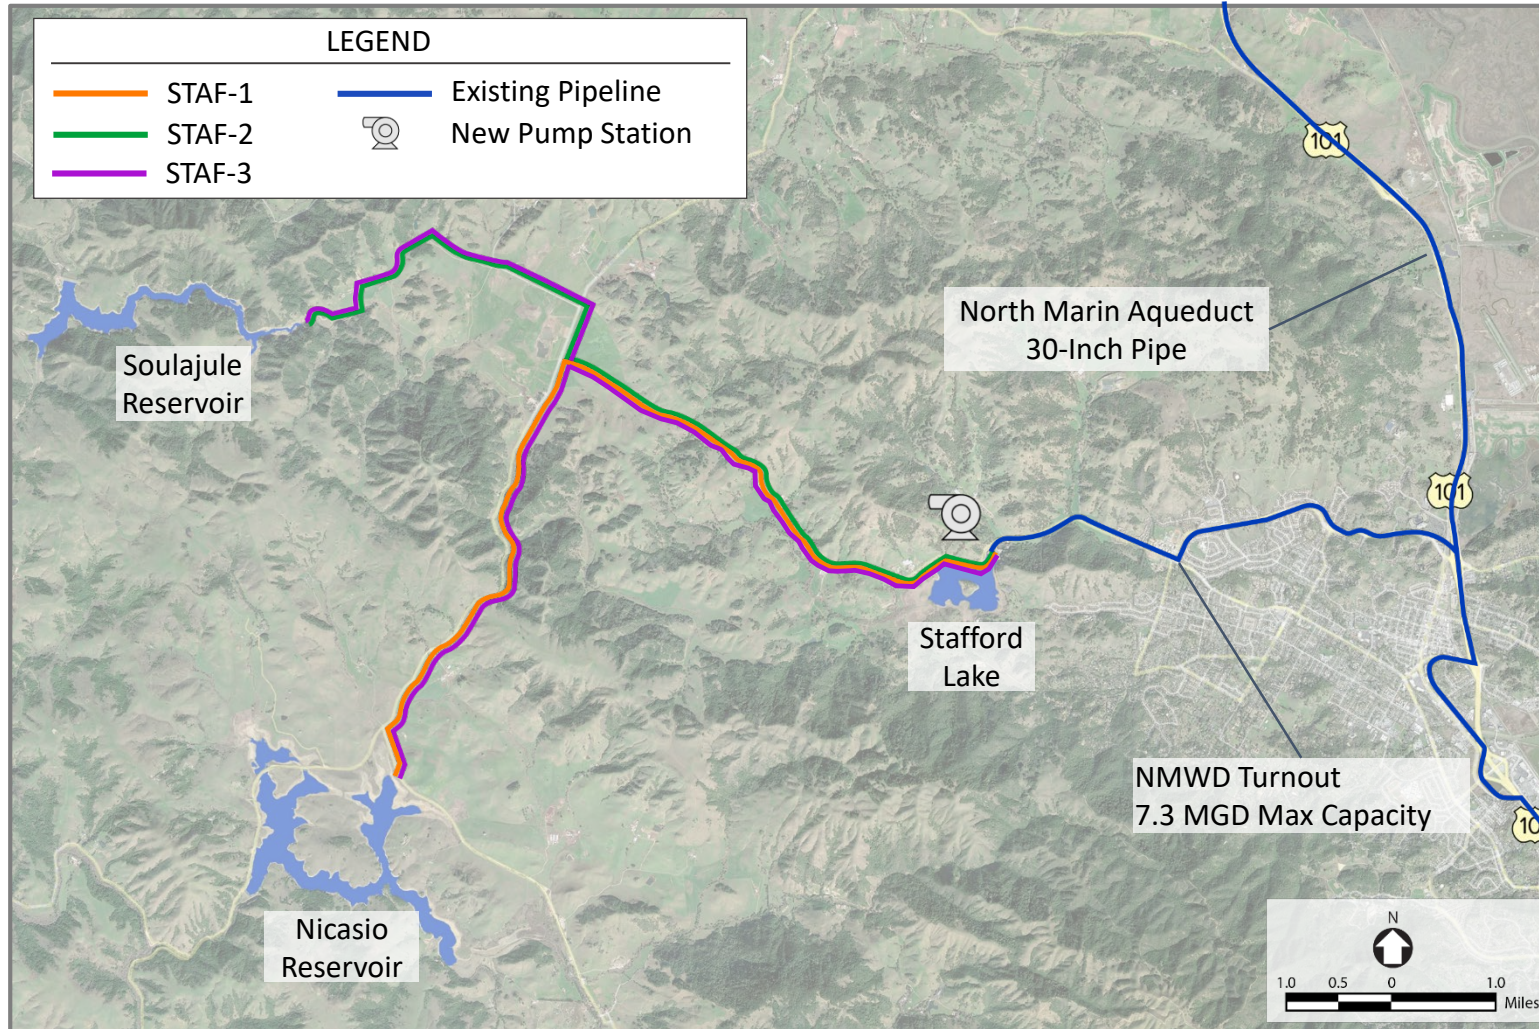 LEGEND
STAF-1
STAF-2
STAF-3
Existing Pipeline
New Pump Station
101
North Marin Aqueduct
30-Inch Pipe
Soulajule
Reservoir
101
Stafford
Lake
NMWD Turnout
7.3 MGD Max Capacity
10
Nicasio
Reservoir
N
1.0 0.5 0 1.0
Miles